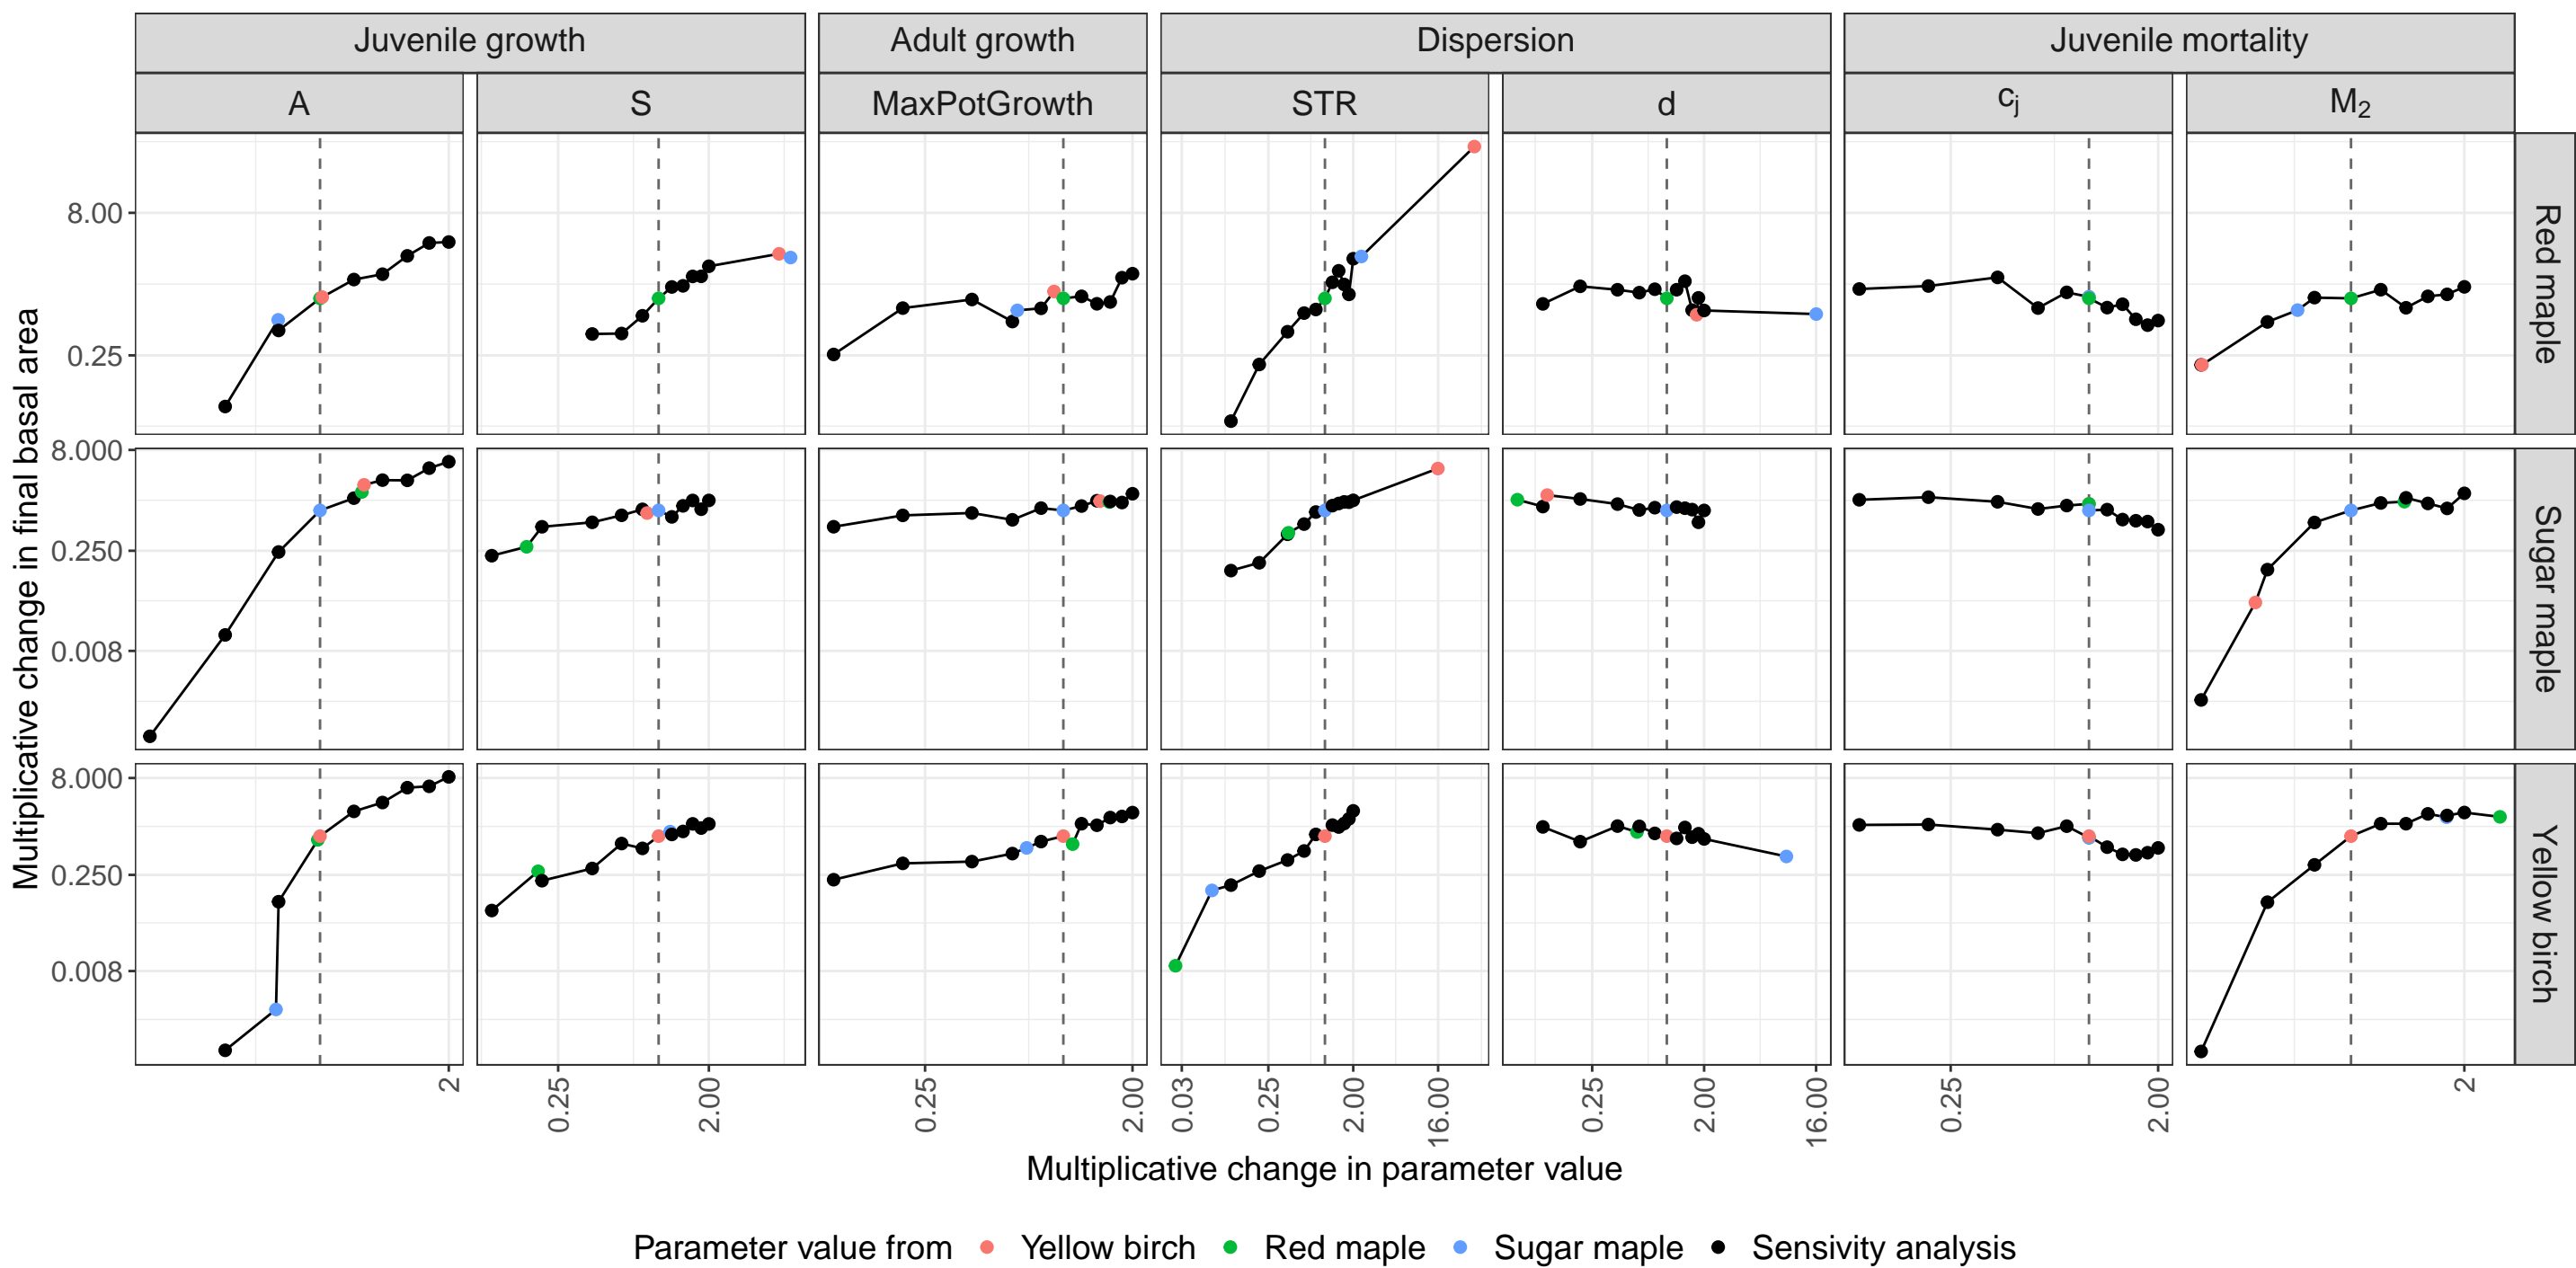 Juvenile growth
Adult growth
Dispersion
Juvenile mortality
A
S
MaxPotGrowth
STR
d
cj
M2
Multiplicative change in final basal area
8.00
0.25
Red maple
8.000
0.250
0.008
Sugar maple
8.000
0.250
0.008
Yellow birch
2
0.25
2.00
0.25
2.00
0.03
0.25
2.00
16.00
0.25
2.00
16.00
0.25
2.00
2
Multiplicative change in parameter value
Parameter value from Yellow birch Red maple Sugar maple Sensivity analysis